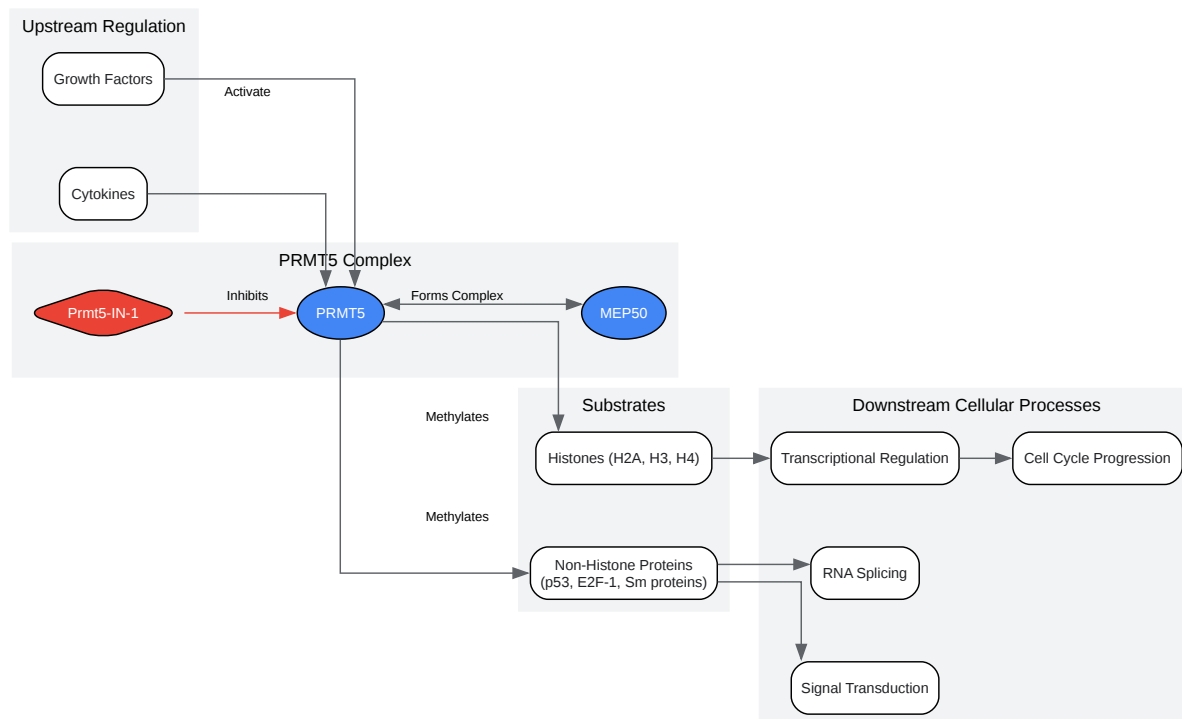 Upstream Regulation
Growth Factors
Activate
Cytokines
PRMT5 Complex
Prmt5-IN-1
Inhibits
PRMT5
Forms Complex
MEP50
Methylates
Substrates
Histones (H2A, H3, H4)
Methylates
Non-Histone Proteins
(p53, E2F-1, Sm proteins)
Downstream Cellular Processes
Transcriptional Regulation
Cell Cycle Progression
RNA Splicing
Signal Transduction